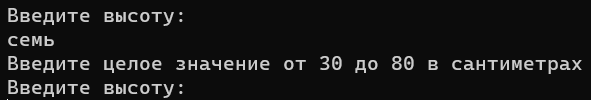 Введите высоту:
семь
Введите целое значение от 30 до 80 в сантиметрах
Введите высоту: